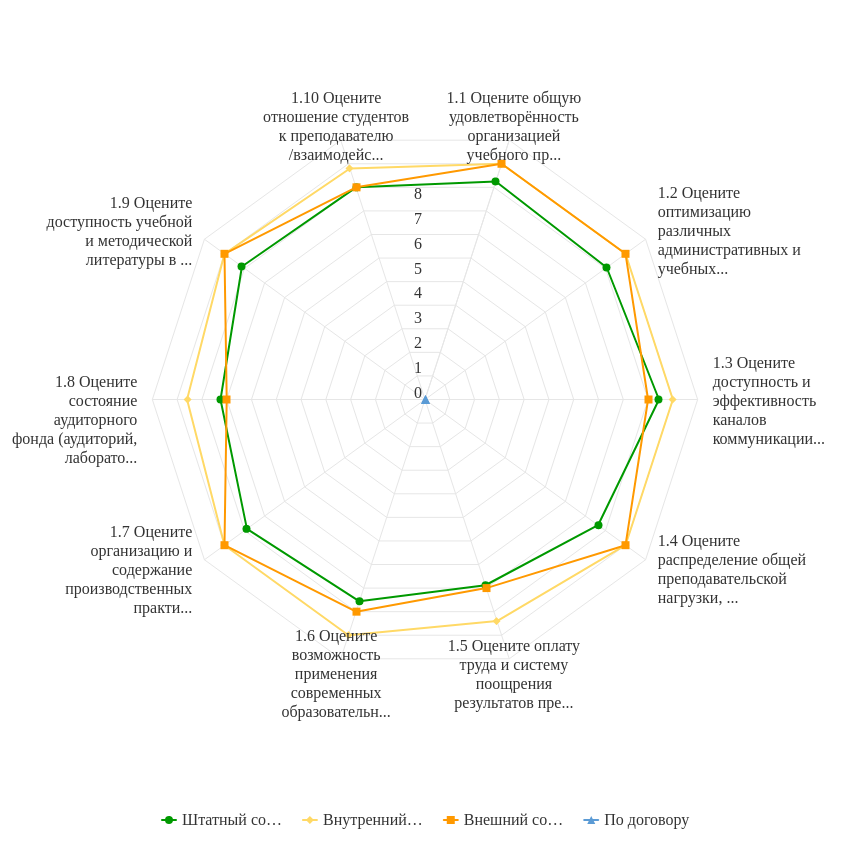 1.10 Оцените
отношение студентов
к преподавателю
/взаимодейс...
1.1 Оцените общую
удовлетворённость
организацией
учебного пр...
1.9 Оцените
доступность учебной
и методической
литературы в ...
1.2 Оцените
оптимизацию
различных
административных и
учебных...
8
7
6
5
4
3
2
1
0
1.8 Оцените
состояние
аудиторного
фонда (аудиторий,
лаборато...
1.3 Оцените
доступность и
эффективность
каналов
коммуникации...
1.7 Оцените
организацию и
содержание
производственных
практи...
1.4 Оцените
распределение общей
преподавательской
нагрузки, ...
1.6 Оцените
возможность
применения
современных
образовательн...
1.5 Оцените оплату
труда и систему
поощрения
результатов пре...
Штатный со… Внутренний… Внешний со… По договору